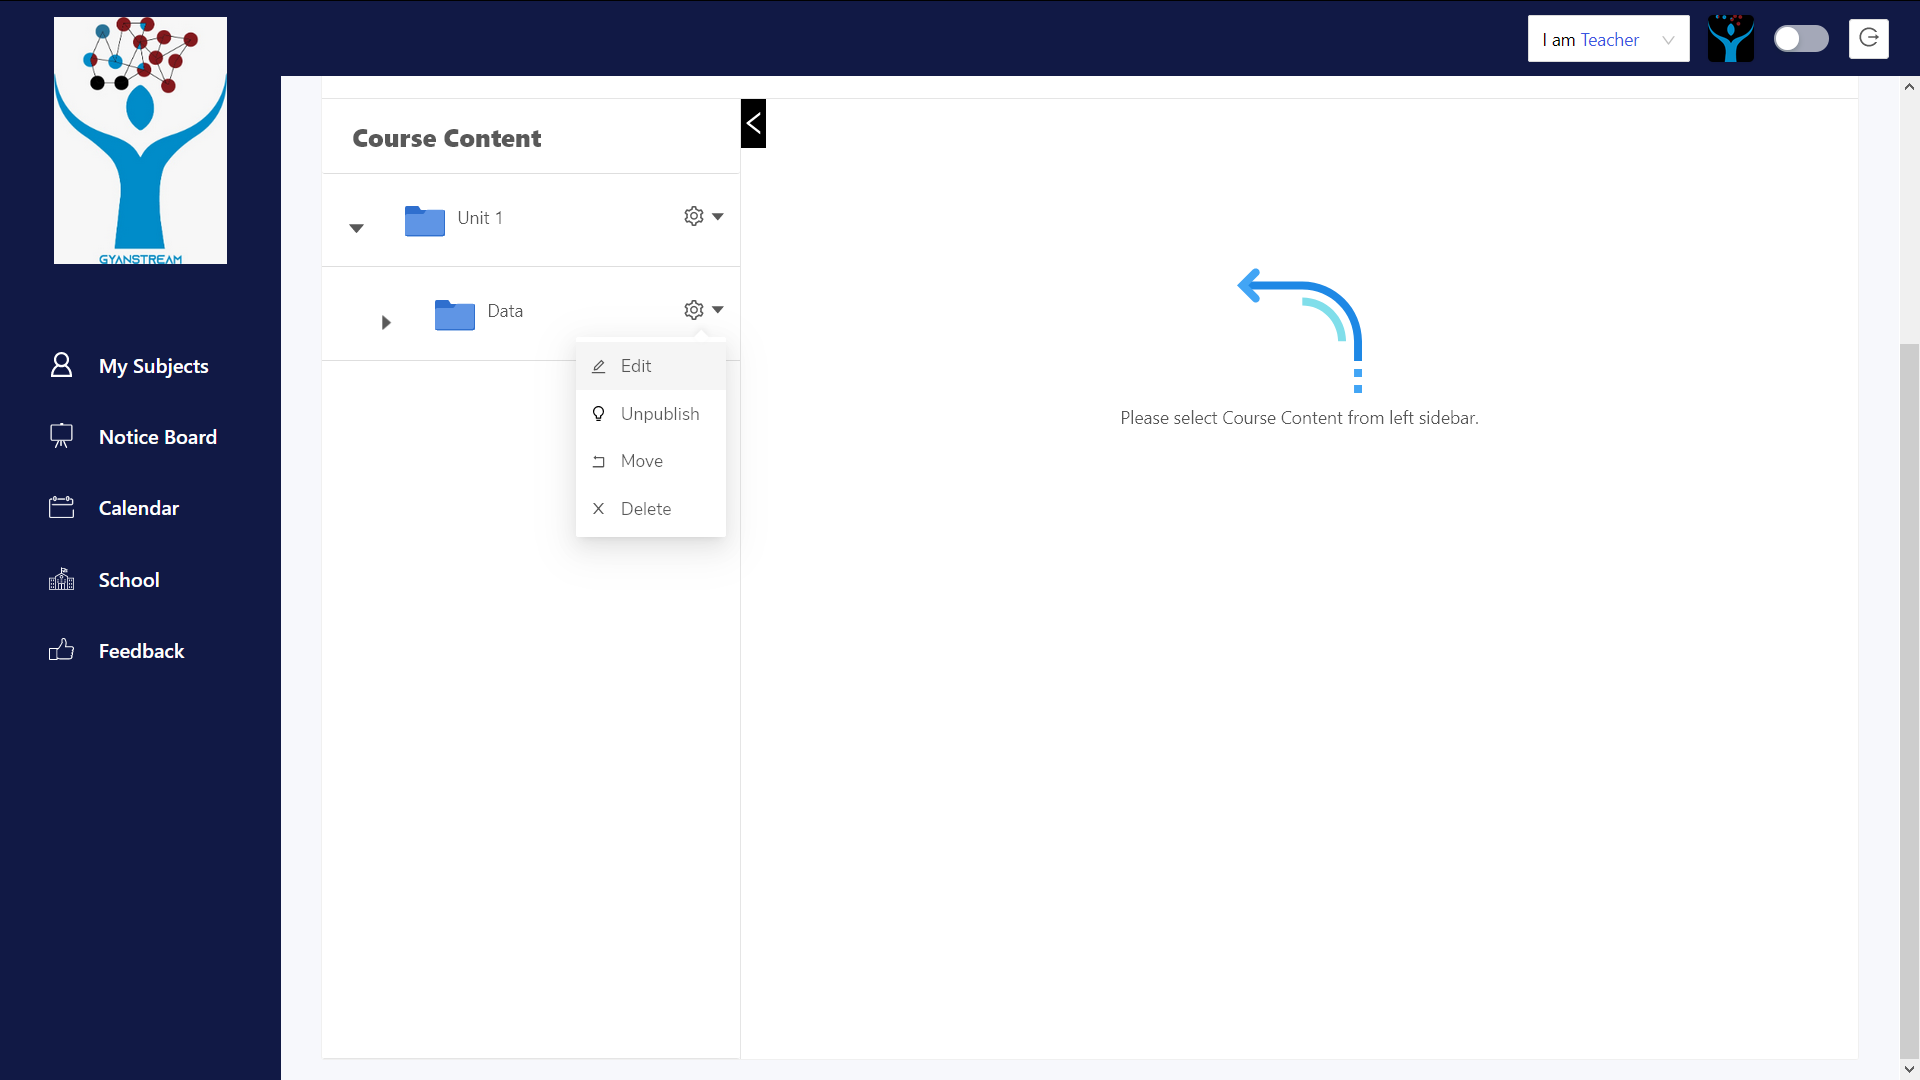 GYANSTREAM
I am Teacher
My Subjects
Notice Board
Calendar
School
Feedback
Course Content
Unit 1
Data
Edit
Unpublish
Move
Delete
Please select Course Content from left sidebar.